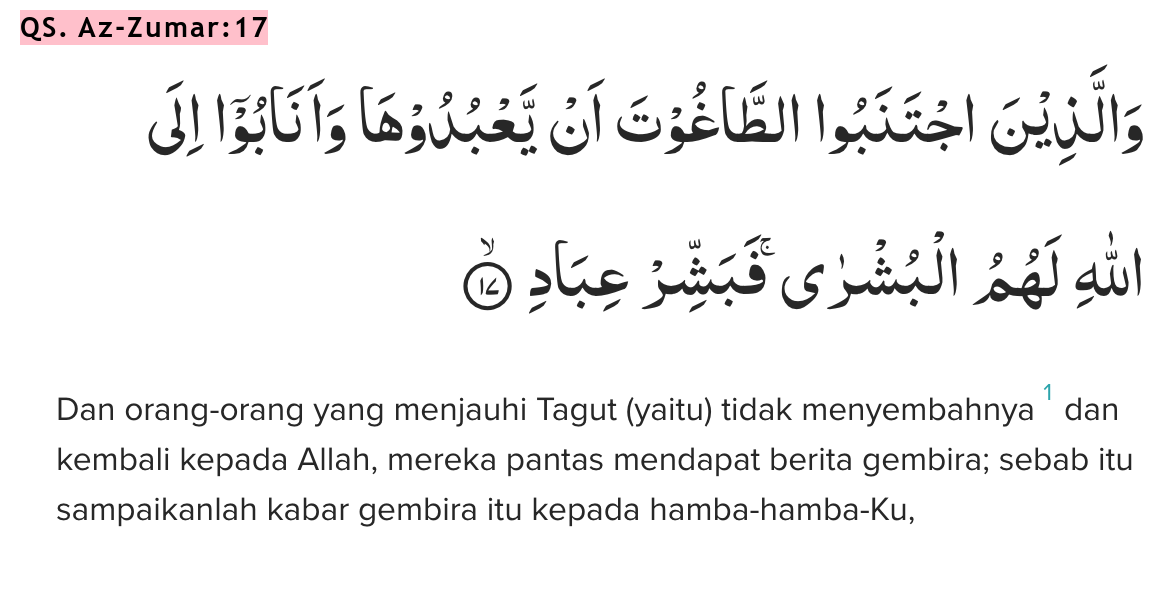 QS. Az-Zumar:17
وَالَّذِيْنَ اجْتَنَبُوا الطَّاغُوْتَ اَنْ يَّعْبُدُوْهَا وَاَنَابُوْٓا اِلَى
اللّٰهِ لَهُمُ الْبُشْرٰى ۚفَبَشِّرْ عِبَادِۙ ١٧
Dan orang-orang yang menjauhi Tagut (yaitu) tidak menyembahnya 1 dan
kembali kepada Allah, mereka pantas mendapat berita gembira; sebab itu
sampaikanlah kabar gembira itu kepada hamba-hamba-Ku,